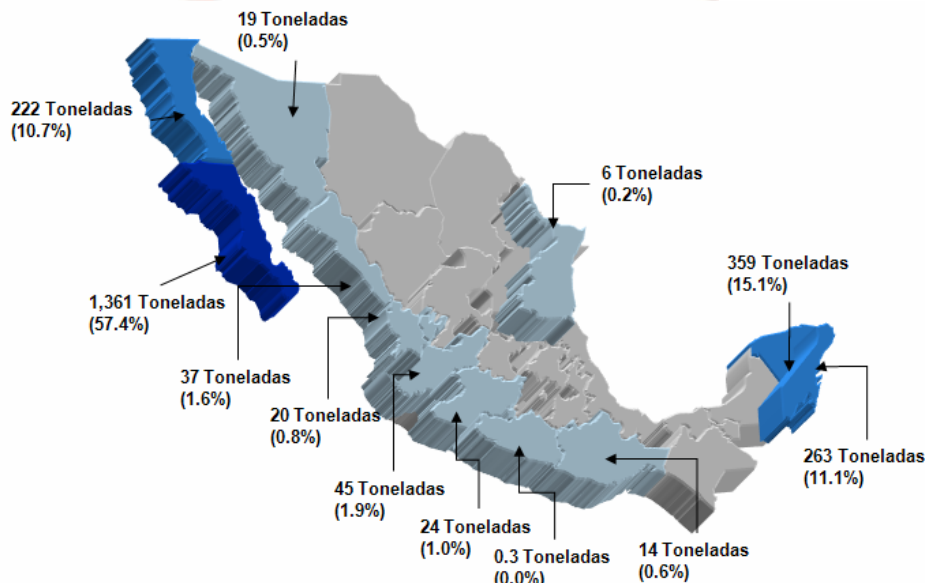 19 Toneladas
(0.5%)
222 Toneladas
(10.7%)
6 Toneladas
(0.2%)
359 Toneladas
(15.1%)
1,361 Toneladas
(57.4%)
37 Toneladas
(1.6%)
20 Toneladas
(0.8%)
263 Toneladas
(11.1%)
45 Toneladas
(1.9%)
24 Toneladas
(1.0%)
0.3 Toneladas
(0.0%)
14 Toneladas
(0.6%)